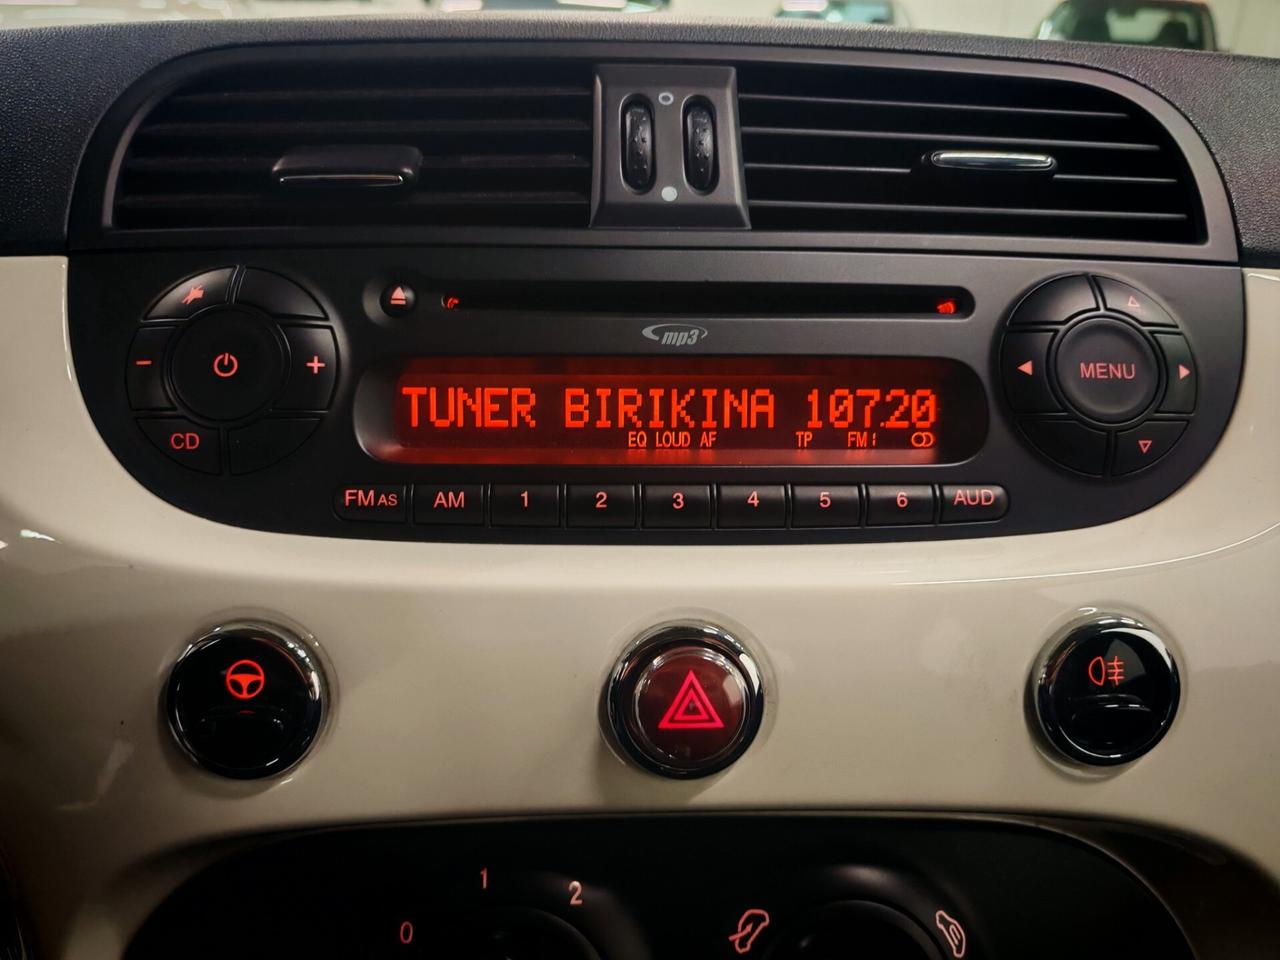 mp3
TUNER BIRIKINA 107.20
EQ LOUD AF TP FM1
- +
CD
MENU
FM AS AM 1 2 3 4 5 6 AUD
0 1 2